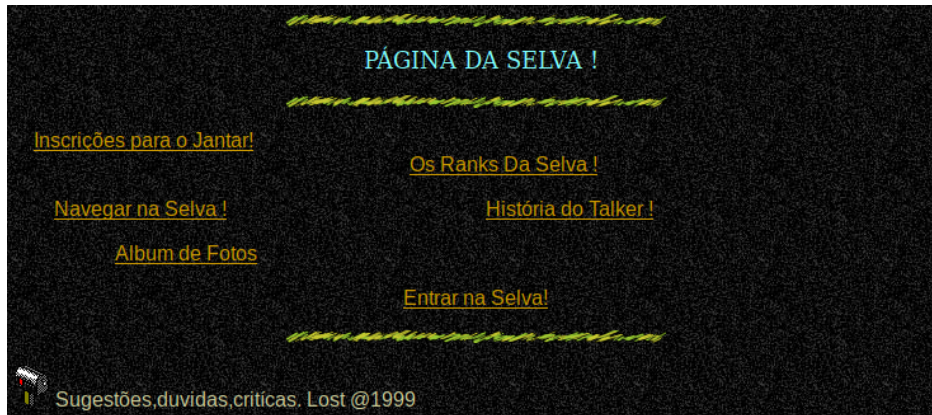 PÁGINA DA SELVA !
Inscrições para o Jantar!
Os Ranks Da Selva !
Navegar na Selva !
História do Talker !
Album de Fotos
Entrar na Selva!
Sugestões,duvidas,critícas. Lost @1999